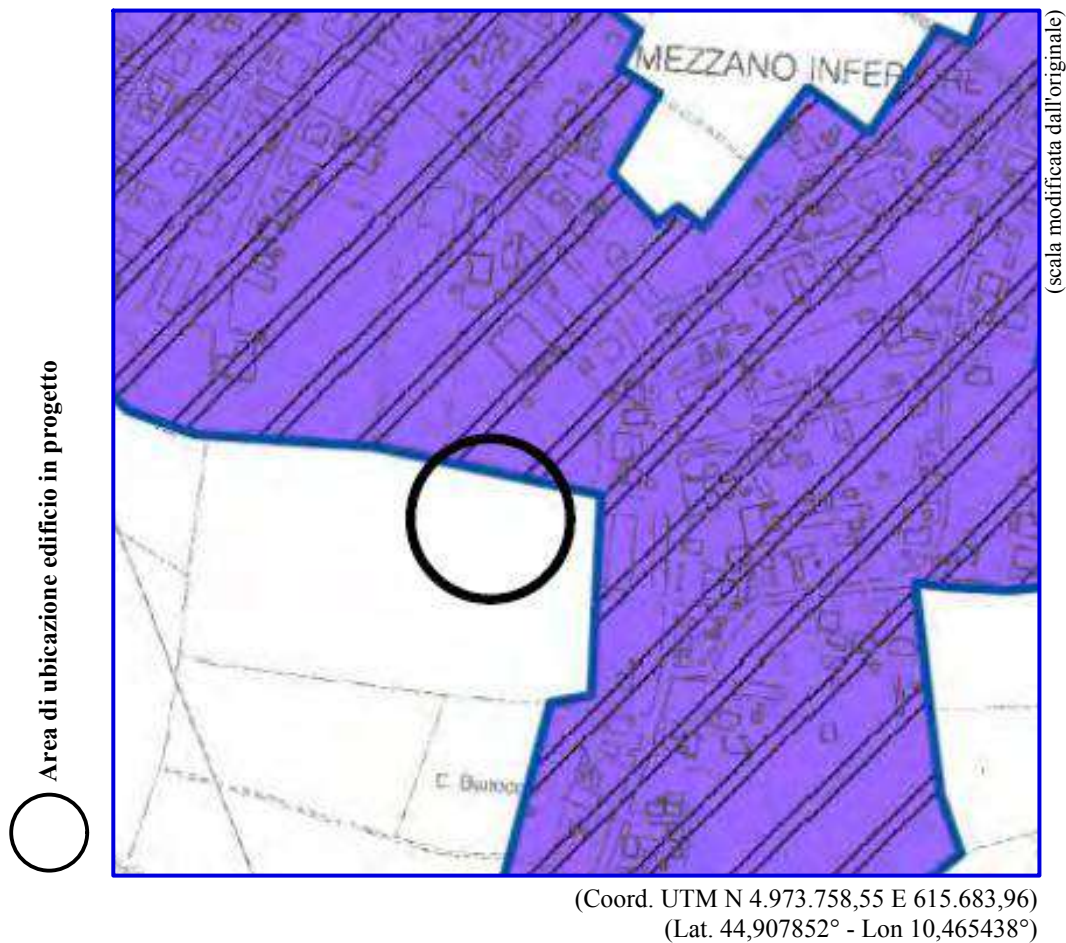 MEZZANO INFERIORE
(scala modificata dall'originale)
Area di ubicazione edificio in progetto
(Coord. UTM N 4.973.758,55 E 615.683,96)
(Lat. 44,907852° - Lon 10,465438°)